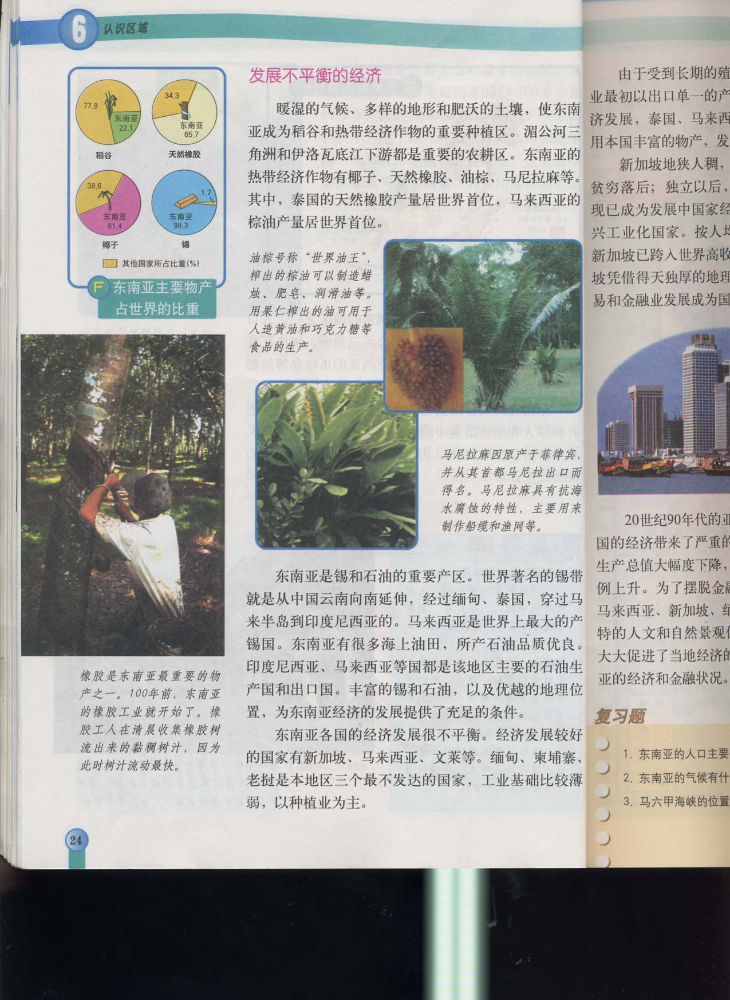 6 认识区域
77.9
东南亚
22.1
稻谷
34.3
东南亚
65.7
天然橡胶
38.6
东南亚
61.4
椰子
1.7
东南亚
98.3
锡
其他国家所占比重(%)
F 东南亚主要物产
占世界的比重
橡胶是东南亚最重要的物
产之一。100年前，东南亚
的橡胶工业就开始了。橡
胶工人在清晨收集橡胶树
流出来的黏稠树汁，因为
此时树汁流动最快。
发展不平衡的经济
暖湿的气候、多样的地形和肥沃的土壤，使东南
亚成为稻谷和热带经济作物的重要种植区。湄公河三
角洲和伊洛瓦底江下游都是重要的农耕区。东南亚的
热带经济作物有椰子、天然橡胶、油棕、马尼拉麻等。
其中，泰国的天然橡胶产量居世界首位，马来西亚的
棕油产量居世界首位。
油棕号称“世界油王”，
榨出的棕油可以制造蜡
烛、肥皂、润滑油等。
用果仁榨出的油可用于
人造黄油和巧克力糖等
食品的生产。
马尼拉麻因原产于菲律宾，
并从其首都马尼拉出口而
得名。马尼拉麻具有抗海
水腐蚀的特性，主要用来
制作船缆和渔网等。
东南亚是锡和石油的重要产区。世界著名的锡带
就是从中国云南向南延伸，经过缅甸、泰国，穿过马
来半岛到印度尼西亚的。马来西亚是世界上最大的产
锡国。东南亚有很多海上油田，所产石油品质优良。
印度尼西亚、马来西亚等国都是该地区主要的石油生
产国和出口国。丰富的锡和石油，以及优越的地理位
置，为东南亚经济的发展提供了充足的条件。
东南亚各国的经济发展很不平衡。经济发展较好
的国家有新加坡、马来西亚、文莱等。缅甸、柬埔寨、
老挝是本地区三个最不发达的国家，工业基础比较薄
弱，以种植业为主。
24
由于受到长期的殖
业最初以出口单一的产
济发展，泰国、马来西
用本国丰富的物产，发
新加坡地狭人稠，
贫穷落后；独立以后，
现已成为发展中国家经
兴工业化国家。按人均
新加坡已跨入世界高收
坡凭借得天独厚的地理
易和金融业发展成为国
20世纪90年代的亚
国的经济带来了严重的
生产总值大幅度下降，
例上升。为了摆脱金融
马来西亚、新加坡、缅
特的人文和自然景观
大大促进了当地经济的
亚的经济和金融状况。
复习题
1. 东南亚的人口主要
2. 东南亚的气候有什
3. 马六甲海峡的位置